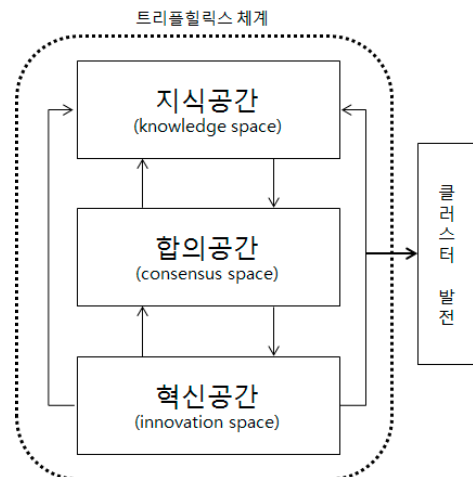 트리플힐릭스 체계
지식공간
(knowledge space)
합의공간
(consensus space)
혁신공간
(innovation space)
클러스터 발전